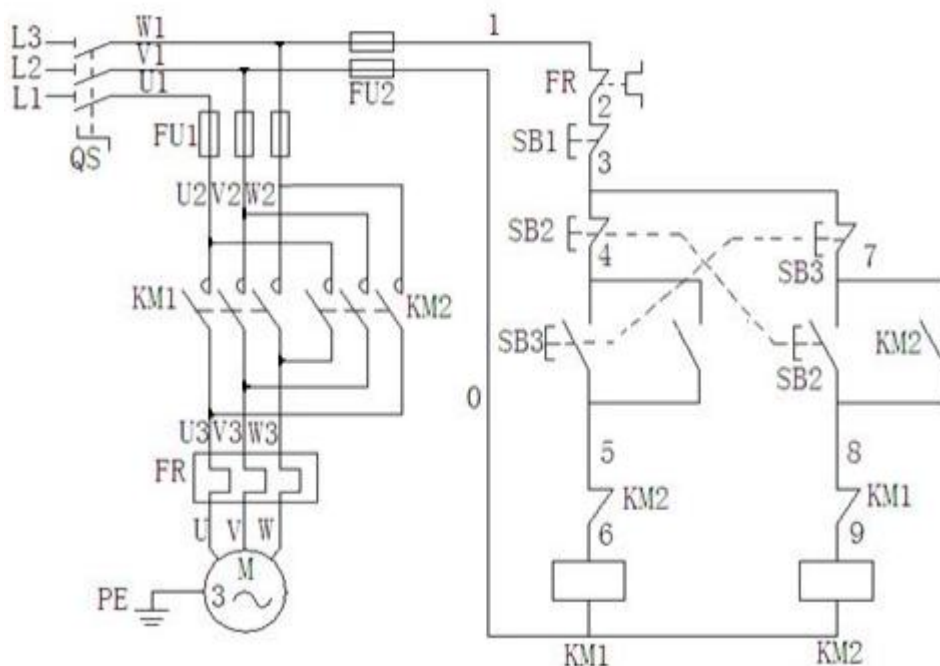 L3
W1
1
L2
V1
L1
U1
QS
FU1
FU2
FR
2
SB1
3
U2 V2 W2
SB2
4
SB3
7
KM1
KM2
SB3
SB2
KM2
0
U3 V3 W3
FR
5
8
KM2
KM1
6
9
U
V
W
M
3
PE
KM1
KM2